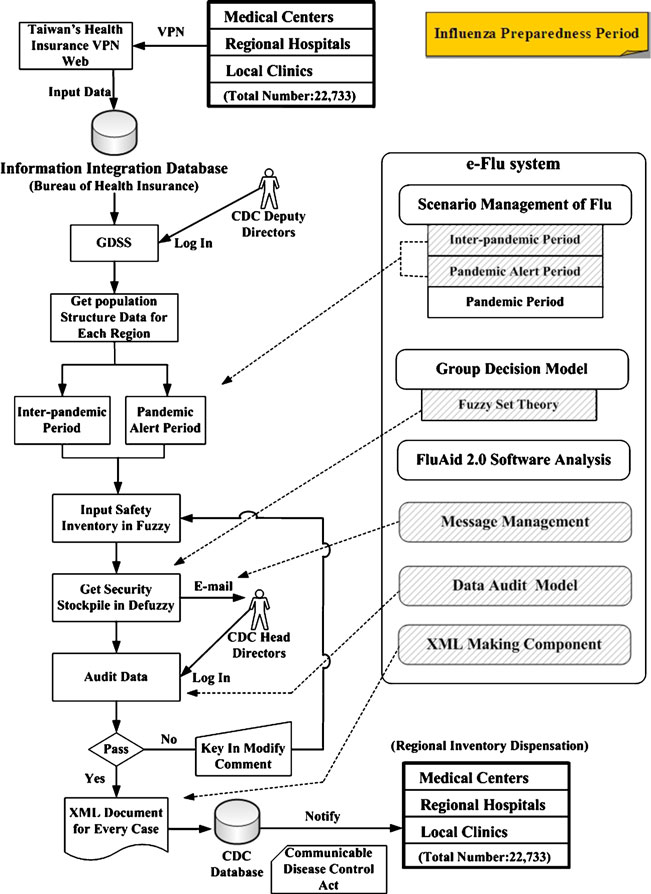 Medical Centers
Regional Hospitals
Local Clinics
(Total Number:22,733)
VPN
Taiwan's Health
Insurance VPN
Web
Influenza Preparedness Period
Input Data
Information Integration Database
(Bureau of Health Insurance)
CDC Deputy
Directors
GDSS
Log In
Get population
Structure Data for
Each Region
Inter-pandemic
Period
Pandemic
Alert Period
Input Safety
Inventory in Fuzzy
Get Security
Stockpile in Defuzzy
E-mail
CDC Head
Directors
Audit Data
Log In
Pass
No
Key In Modify
Comment
Yes
XML Document
for Every Case
CDC
Database
Notify
Communicable
Disease Control
Act
e-Flu system
Scenario Management of Flu
Inter-pandemic Period
Pandemic Alert Period
Pandemic Period
Group Decision Model
Fuzzy Set Theory
FluAid 2.0 Software Analysis
Message Management
Data Audit Model
XML Making Component
(Regional Inventory Dispensation)
Medical Centers
Regional Hospitals
Local Clinics
(Total Number:22,733)